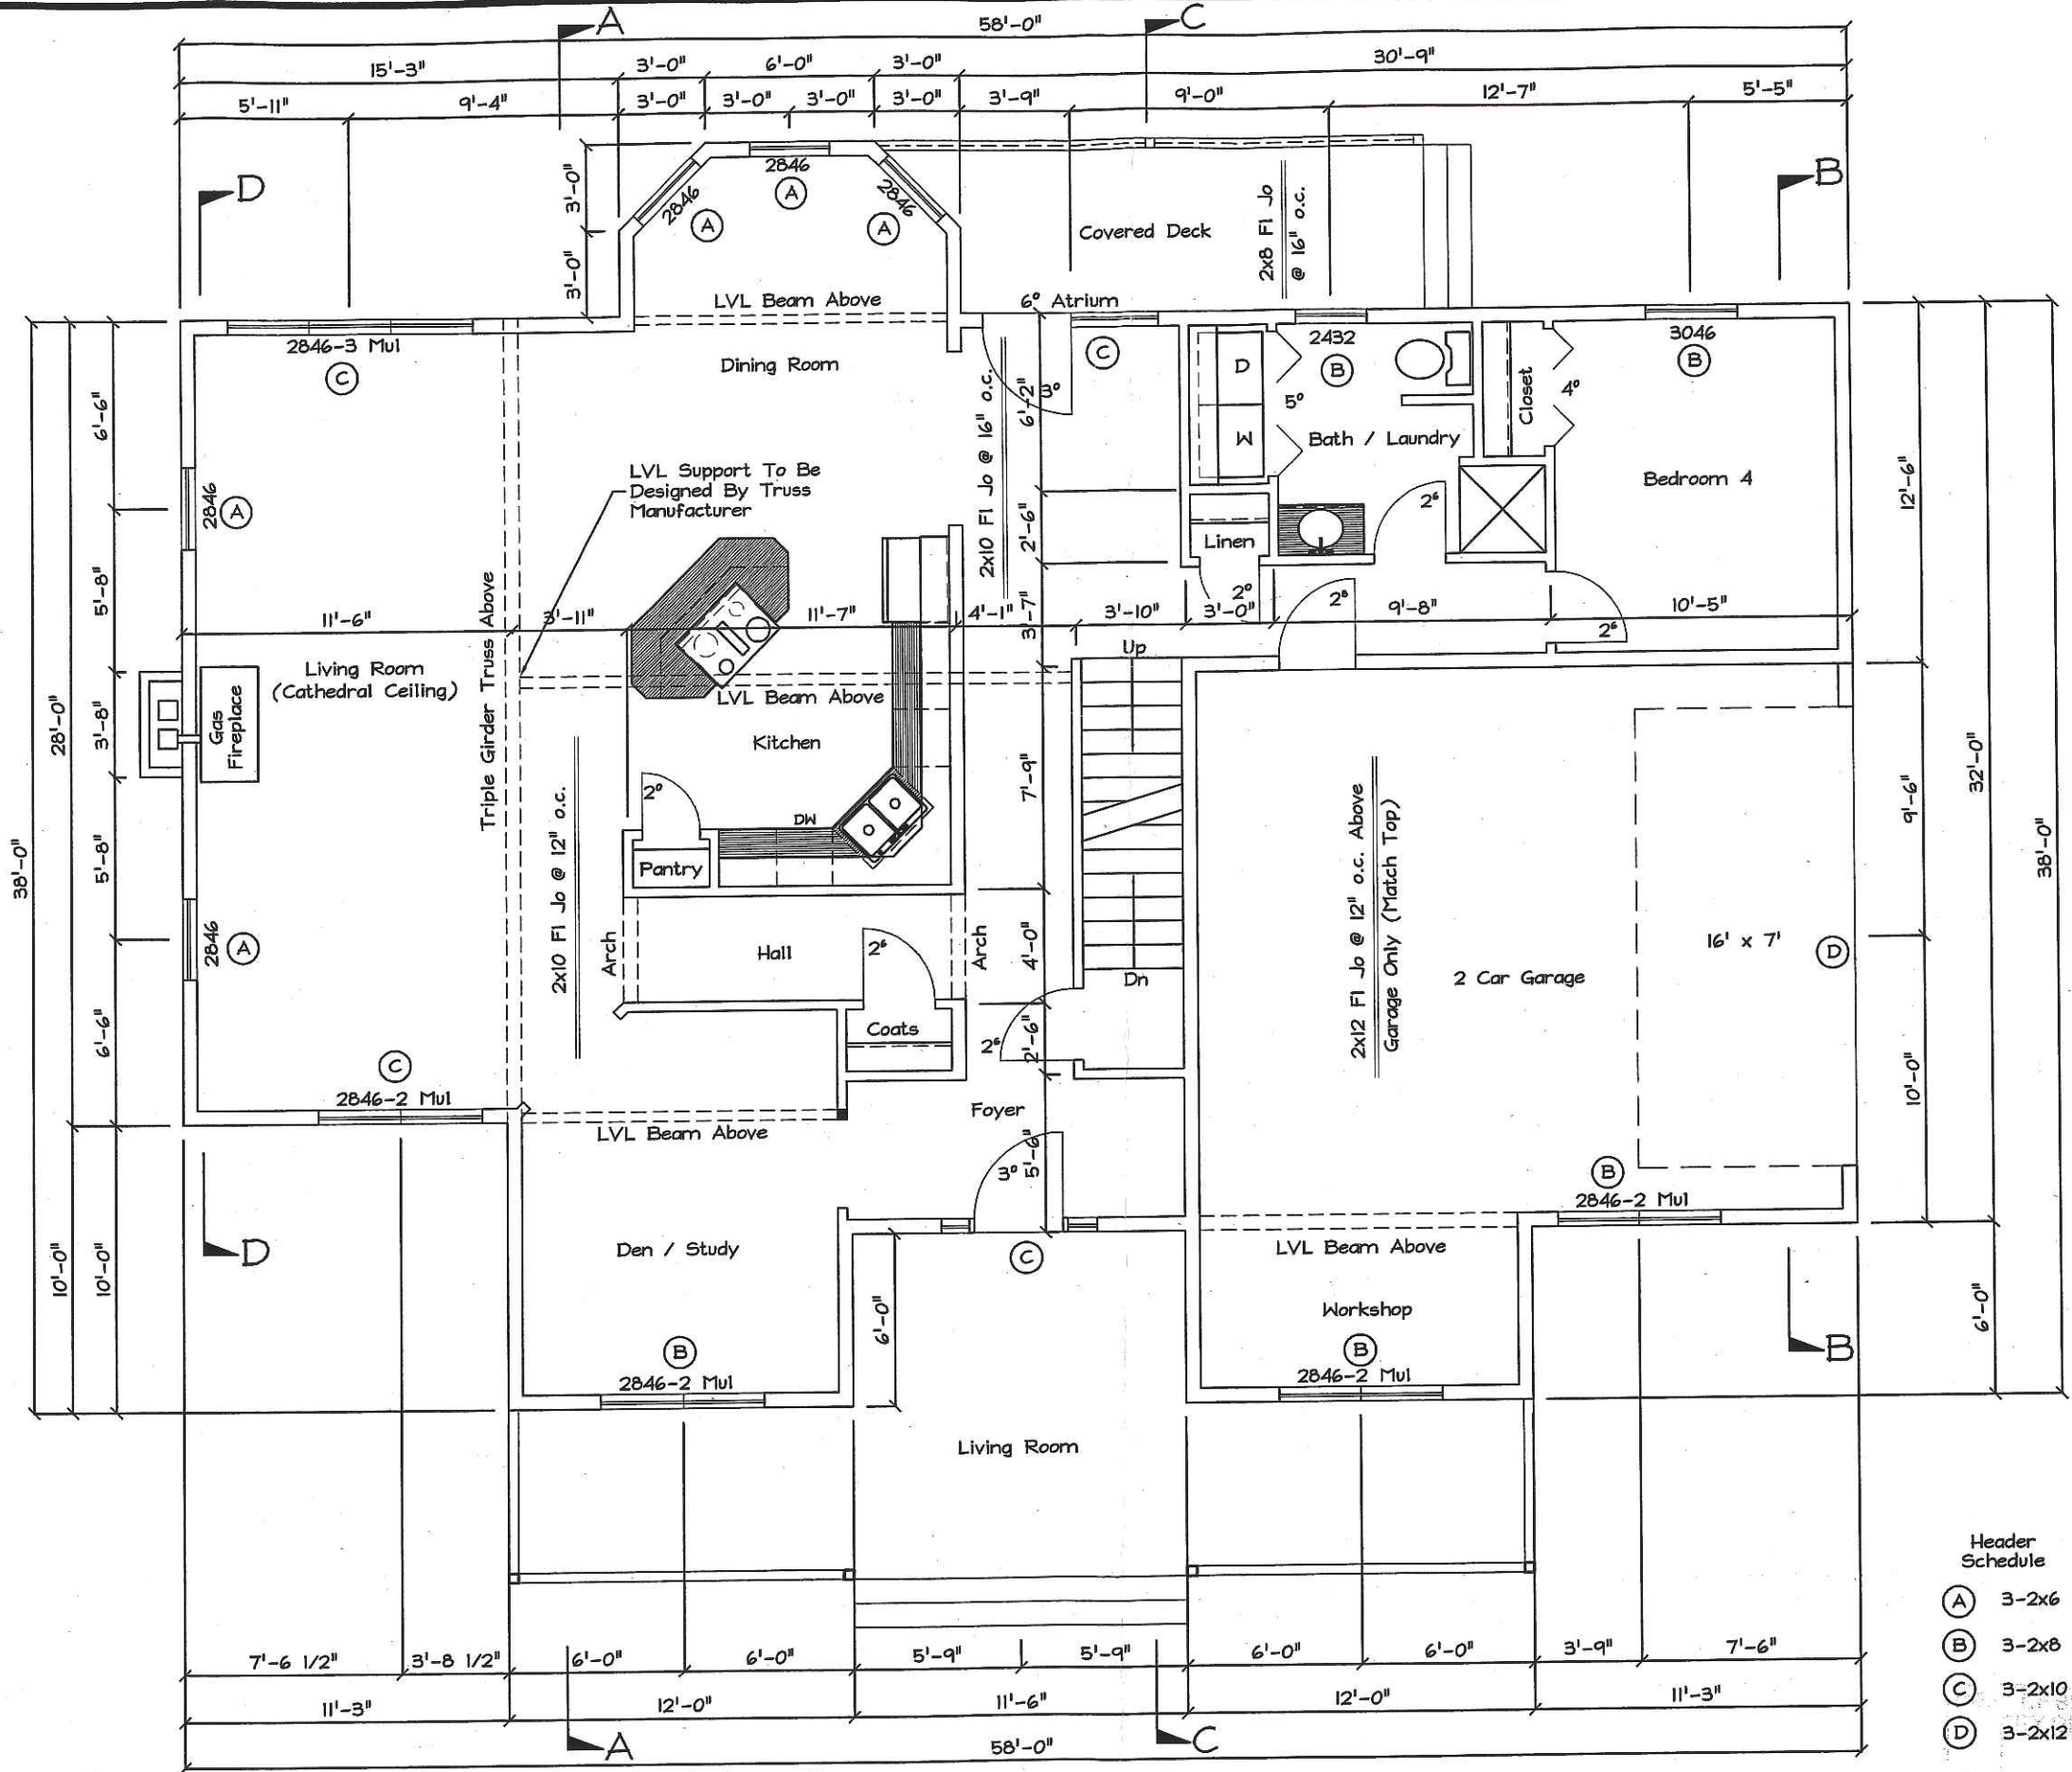 A
58'-0"
C
15'-3"
3'-0"
6'-0"
3'-0"
30'-9"
5'-11"
9'-4"
3'-0"
3'-0"
3'-0"
3'-0"
3'-9"
9'-0"
12'-7"
5'-5"
D
B
3'-0"
3'-0"
2846
A
2846
A
2846
A
Covered Deck
2x8 Fl Jo
@ 16" o.c.
LVL Beam Above
6° Atrium
C
2846-3 Mul
C
Dining Room
3°
D
W
5°
2432
B
Bath / Laundry
Closet
4°
3046
B
Bedroom 4
6'-6"
2846
A
LVL Support To Be
Designed By Truss
Manufacturer
2x10 Fl Jo @ 16" o.c.
6'-2"
2'-6"
3'-7"
Linen
2°
2⁶
2⁸
2⁶
12'-6"
5'-8"
11'-6"
3'-11"
11'-7"
4'-1"
3'-10"
3'-0"
9'-8"
10'-5"
Living Room
(Cathedral Ceiling)
Gas
Fireplace
Triple Girder Truss Above
LVL Beam Above
Kitchen
Up
28'-0"
3'-8"
38'-0"
2°
DW
Pantry
7'-9"
2x12 Fl Jo @ 12" o.c. Above
Garage Only (Match Top)
9'-6"
32'-0"
38'-0"
5'-8"
2x10 Fl Jo @ 12" o.c.
2846
A
Arch
Hall
2⁶
Arch
4'-0"
Dn
2 Car Garage
16' x 7'
D
6'-6"
Coats
2⁶
2'-6"
C
2846-2 Mul
Foyer
10'-0"
LVL Beam Above
3°
5'-6"
B
2846-2 Mul
D
10'-0"
10'-0"
Den / Study
C
LVL Beam Above
Workshop
6'-0"
6'-0"
B
B
2846-2 Mul
B
2846-2 Mul
Living Room
Header
Schedule
A 3-2x6
B 3-2x8
C 3-2x10
D 3-2x12
7'-6 1/2"
3'-8 1/2"
6'-0"
6'-0"
5'-9"
5'-9"
6'-0"
6'-0"
3'-9"
7'-6"
11'-3"
12'-0"
11'-6"
12'-0"
11'-3"
A
58'-0"
C